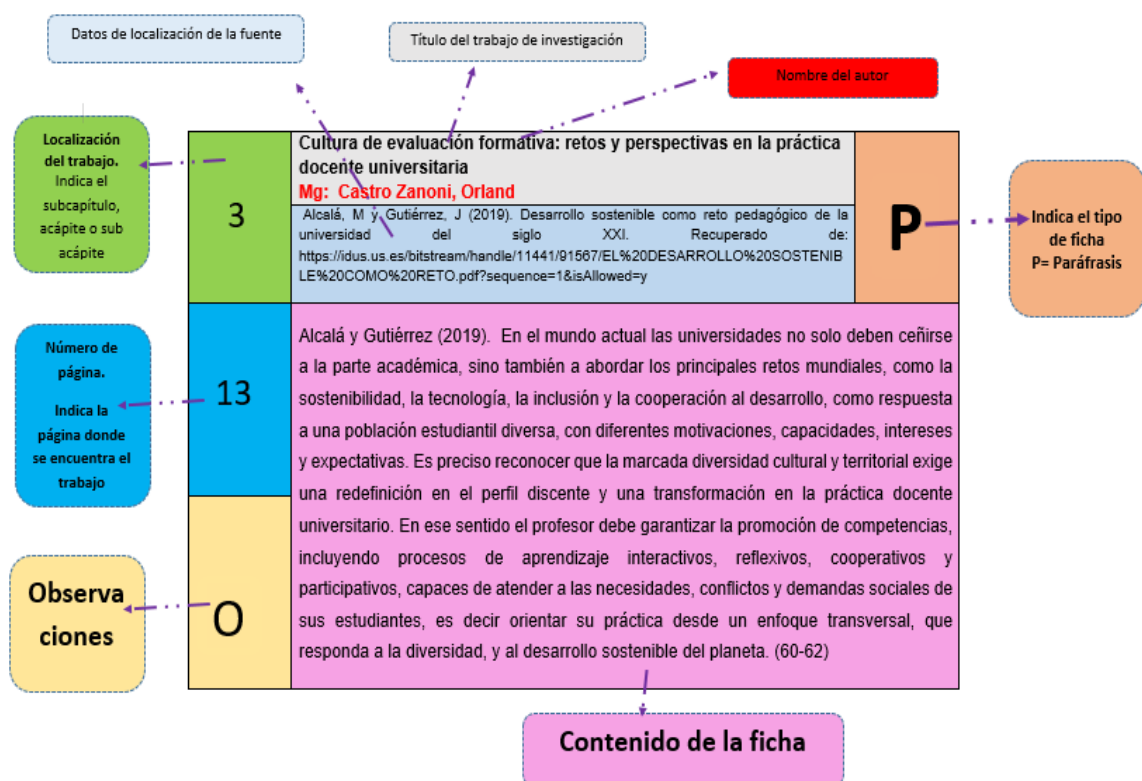 Datos de localización de la fuente
Título del trabajo de investigación
Nombre del autor
Localización
del trabajo.
Indica el
subcapítulo,
acápite o sub
acápite
3
Cultura de evaluación formativa: retos y perspectivas en la práctica
docente universitaria
Mg: Castro Zanoni, Orland
Alcalá, M y Gutiérrez, J (2019). Desarrollo sostenible como reto pedagógico de la
universidad del siglo XXI. Recuperado de:
https://idus.us.es/bitstream/handle/11441/91567/EL%20DESARROLLO%20SOSTENIB
LE%20COMO%20RETO.pdf?sequence=1&isAllowed=y
P
Indica el tipo
de ficha
P= Paráfrasis
Número de
página.
Indica la
página donde
se encuentra el
trabajo
13
Alcalá y Gutiérrez (2019). En el mundo actual las universidades no solo deben ceñirse
a la parte académica, sino también a abordar los principales retos mundiales, como la
sostenibilidad, la tecnología, la inclusión y la cooperación al desarrollo, como respuesta
a una población estudiantil diversa, con diferentes motivaciones, capacidades, intereses
y expectativas. Es preciso reconocer que la marcada diversidad cultural y territorial exige
una redefinición en el perfil discente y una transformación en la práctica docente
universitario. En ese sentido el profesor debe garantizar la promoción de competencias,
incluyendo procesos de aprendizaje interactivos, reflexivos, cooperativos y
participativos, capaces de atender a las necesidades, conflictos y demandas sociales de
sus estudiantes, es decir orientar su práctica desde un enfoque transversal, que
responda a la diversidad, y al desarrollo sostenible del planeta. (60-62)
Observa
ciones
O
Contenido de la ficha